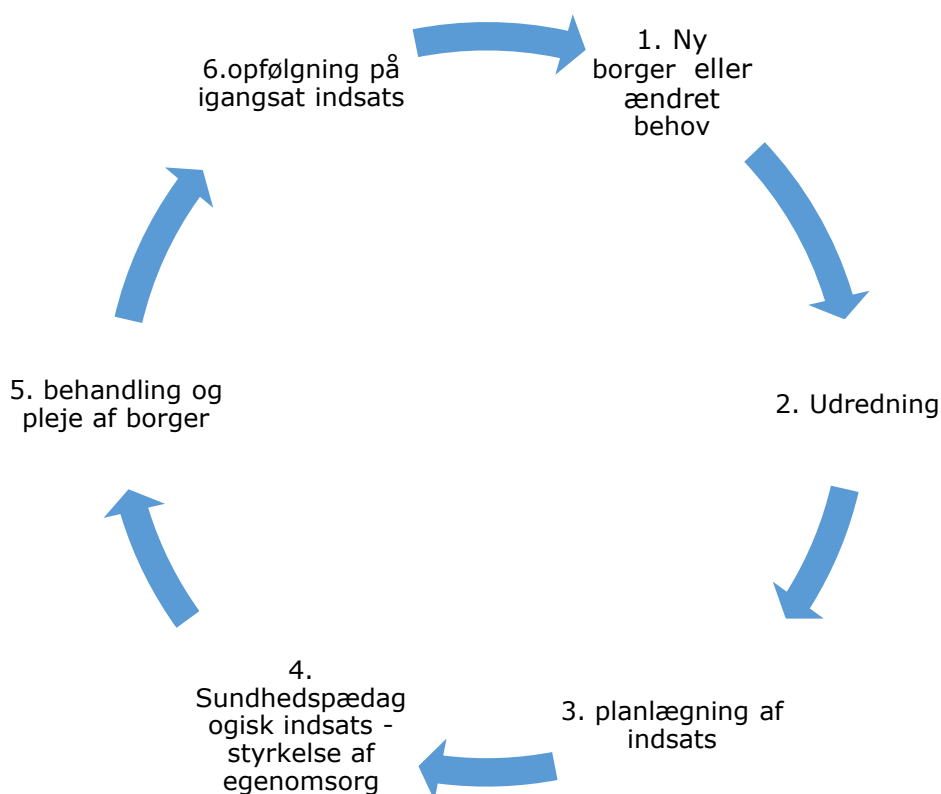 1. Ny
borger eller
ændret
behov
2. Udredning
3. planlægning af
indsats
4.
Sundhedspædag
ogisk indsats -
styrkelse af
egenomsorg
5. behandling og
pleje af borger
6.opfølgning på
igangsat indsats